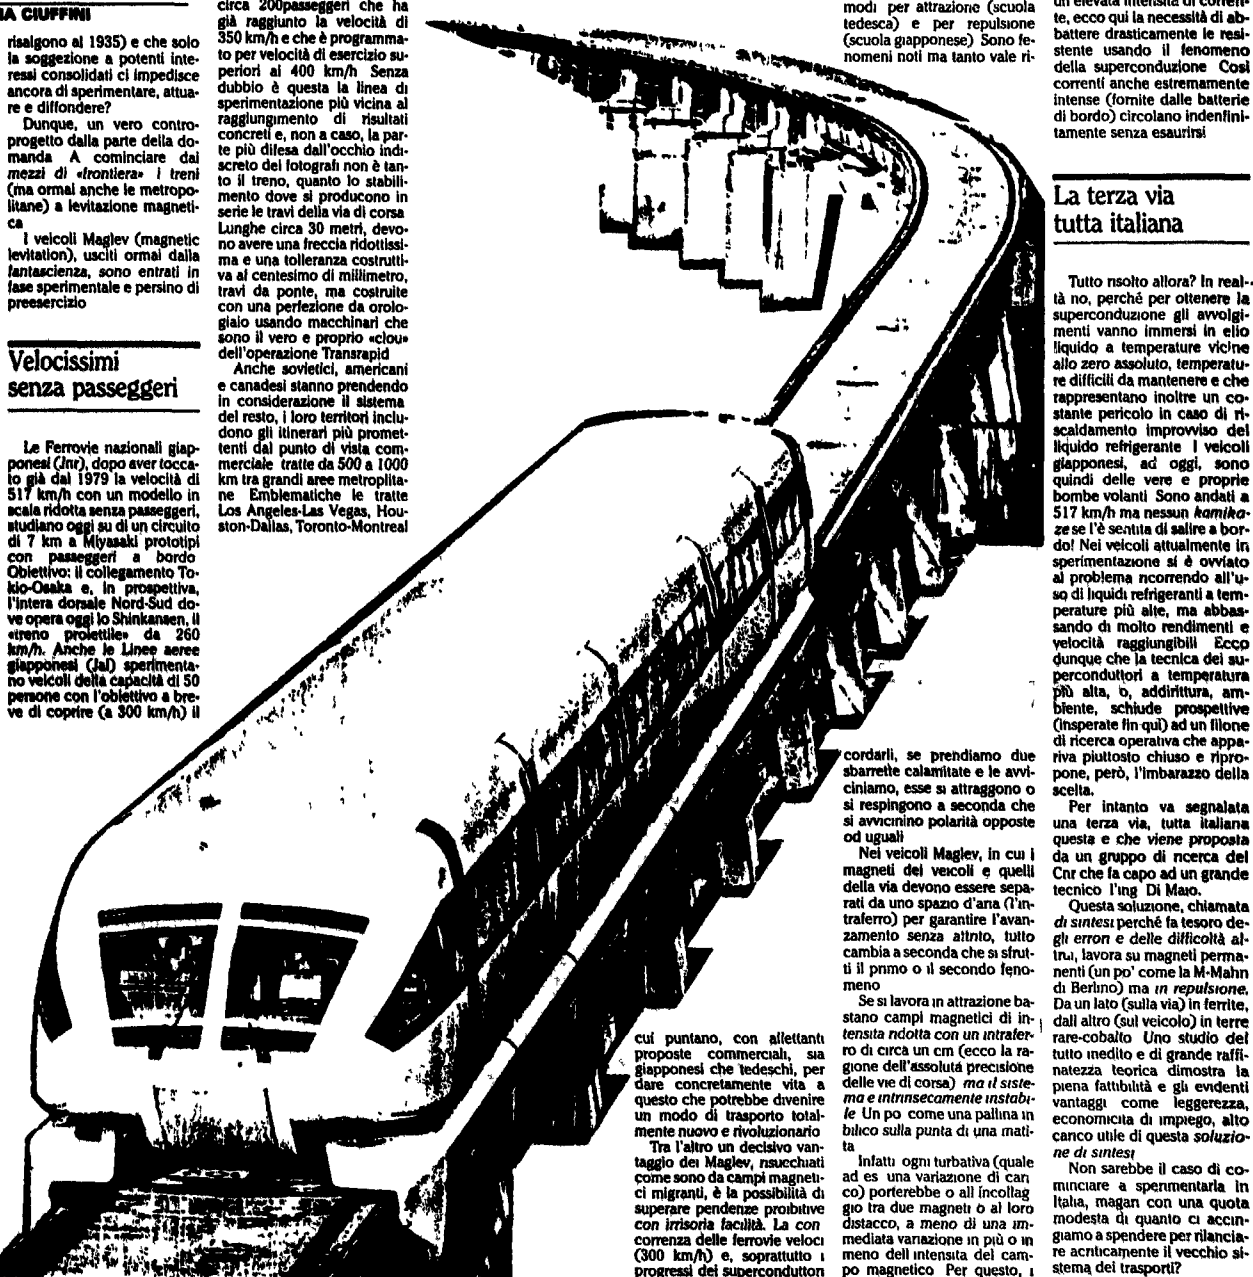 IA CIUFFINI
risalgono al 1935) e che solo
la soggezione a potenti inte-
ressi consolidati ci impedisce
ancora di sperimentare, attua-
re e diffondere?
Dunque, un vero contro-
progetto dalla parte della do-
manda A cominciare dai
mezzi di «frontiera» i treni
(ma ormai anche le metropo-
litane) a levitazione magneti-
ca
I veicoli Maglev (magnetic
levitation), usciti ormai dalla
fantascienza, sono entrati in
fase sperimentale e persino di
preesercizio
Velocissimi
senza passeggeri
Le Ferrovie nazionali giap-
ponesi (Jnr), dopo aver tocca-
to già dal 1979 la velocità di
517 km/h con un modello in
scala ridotta senza passeggeri,
studiano oggi su di un circuito
di 7 km a Miyasaki prototipi
con passeggeri a bordo
Obiettivo: il collegamento To-
kio-Osaka e, in prospettiva,
l'intera dorsale Nord-Sud do-
ve opera oggi lo Shinkansen, il
«treno proiettile» da 260
km/h. Anche le Linee aeree
giapponesi (Jal) sperimenta-
no veicoli della capacità di 50
persone con l'obiettivo a bre-
ve di coprire (a 300 km/h) il
circa 200passeggeri che ha
già raggiunto la velocità di
350 km/h e che è programma-
to per velocità di esercizio su-
periori ai 400 km/h Senza
dubbio è questa la linea di
sperimentazione più vicina al
raggiungimento di risultati
concreti e, non a caso, la par-
te più difesa dall'occhio indi-
screto dei fotografi non è tan-
to il treno, quanto lo stabili-
mento dove si producono in
serie le travi della via di corsa
Lunghe circa 30 metri, devo-
no avere una freccia ridottissi-
ma e una tolleranza costrutti-
va al centesimo di millimetro,
travi da ponte, ma costruite
con una perfezione da orolo-
giaio usando macchinari che
sono il vero e proprio «clou»
dell'operazione Transrapid
Anche sovietici, americani
e canadesi stanno prendendo
in considerazione il sistema
del resto, i loro territori inclu-
dono gli itinerari più promet-
tenti dal punto di vista com-
merciale tratte da 500 a 1000
km tra grandi aree metroplita-
ne Emblematiche le tratte
Los Angeles-Las Vegas, Hou-
ston-Dallas, Toronto-Montreal
cui puntano, con allettanti
proposte commerciali, sia
giapponesi che tedeschi, per
dare concretamente vita a
questo che potrebbe divenire
un modo di trasporto total-
mente nuovo e rivoluzionario
Tra l'altro un decisivo van-
taggio dei Maglev, risucchiati
come sono da campi magneti-
ci migranti, è la possibilità di
superare pendenze proibitive
con irrisoria facilità. La con
correnza delle ferrovie veloci
(300 km/h) e, soprattutto i
progressi dei superconduttori
modi per attrazione (scuola
tedesca) e per repulsione
(scuola giapponese) Sono fe-
nomeni noti ma tanto vale ri-
cordarli, se prendiamo due
sbarrette calamitate e le avvi-
ciniamo, esse si attraggono o
si respingono a seconda che
si avvicinino polarità opposte
od uguali
Nei veicoli Maglev, in cui i
magneti dei veicoli e quelli
della via devono essere sepa-
rati da uno spazio d'aria (l'in-
traferro) per garantire l'avan-
zamento senza attrito, tutto
cambia a seconda che si sfrut-
ti il primo o il secondo feno-
meno
Se si lavora in attrazione ba-
stano campi magnetici di in-
tensita ridotta con un intrafer-
ro di circa un cm (ecco la ra-
gione dell'assoluta precisione
delle vie di corsa) ma il siste-
ma e intrinsecamente instabi-
le Un po come una pallina in
bilico sulla punta di una mati-
ta
Infatti ogni turbativa (quale
ad es una variazione di cari
co) porterebbe o all incollag
gio tra due magneti o al loro
distacco, a meno di una im-
mediata variazione in più o in
meno dell intensita del cam-
po magnetico Per questo, i
un'elevata intensità di corren-
te, ecco qui la necessità di ab-
battere drasticamente le resi-
stente usando il fenomeno
della superconduzione Così
correnti anche estremamente
intense (fornite dalle batterie
di bordo) circolano indenfini-
tamente senza esaurirsi
La terza via
tutta italiana
Tutto risolto allora? In real-
tà no, perché per ottenere la
superconduzione gli avvolgi-
menti vanno immersi in elio
liquido a temperature vicine
allo zero assoluto, temperatu-
re difficili da mantenere e che
rappresentano inoltre un co-
stante pericolo in caso di ri-
scaldamento improvviso del
liquido refrigerante I veicoli
giapponesi, ad oggi, sono
quindi delle vere e proprie
bombe volanti Sono andati a
517 km/h ma nessun kamika-
ze se l'è sentita di salire a bor-
do! Nei veicoli attualmente in
sperimentazione si è ovviato
al problema ricorrendo all'u-
so di liquidi refrigeranti a tem-
perature più alte, ma abbas-
sando di molto rendimenti e
velocità raggiungibili Ecco
dunque che la tecnica dei su-
perconduttori a temperatura
più alta, o, addirittura, am-
biente, schiude prospettive
(insperate fin qui) ad un filone
di ricerca operativa che appa-
riva piuttosto chiuso e ripro-
pone, però, l'imbarazzo della
scelta.
Per intanto va segnalata
una terza via, tutta italiana
questa e che viene proposta
da un gruppo di ricerca del
Cnr che fa capo ad un grande
tecnico l'ing Di Maio.
Questa soluzione, chiamata
di sintesi perché fa tesoro de-
gli errori e delle difficoltà al-
trui, lavora su magneti perma-
nenti (un po' come la M-Mahn
di Berlino) ma in repulsione.
Da un lato (sulla via) in ferrite,
dall altro (sul veicolo) in terre
rare-cobalto Uno studio del
tutto inedito e di grande raffi-
natezza teorica dimostra la
piena fattibilità e gli evidenti
vantaggi come leggerezza,
economicita di impiego, alto
carico utile di questa soluzio-
ne di sintesi
Non sarebbe il caso di co-
minciare a sperimentarla in
Italia, magari con una quota
modesta di quanto ci accin-
giamo a spendere per rilancia-
re acriticamente il vecchio si-
stema dei trasporti?